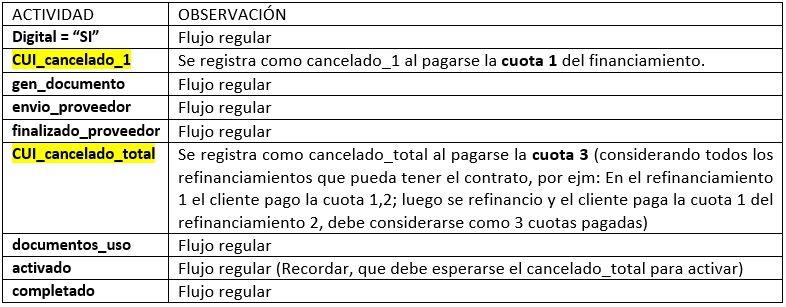 ACTIVIDAD OBSERVACIÓN
Digital = “SI” Flujo regular
CUI_cancelado_1 Se registra como cancelado_1 al pagarse la cuota 1 del financiamiento.
gen_documento Flujo regular
envio_proveedor Flujo regular
finalizado_proveedor Flujo regular
CUI_cancelado_total Se registra como cancelado_total al pagarse la cuota 3 (considerando todos los
refinanciamientos que pueda tener el contrato, por ejm: En el refinanciamiento
1 el cliente pago la cuota 1,2; luego se refinancio y el cliente paga la cuota 1 del
refinanciamiento 2, debe considerarse como 3 cuotas pagadas)
documentos_uso Flujo regular
activado Flujo regular (Recordar, que debe esperarse el cancelado_total para activar)
completado Flujo regular